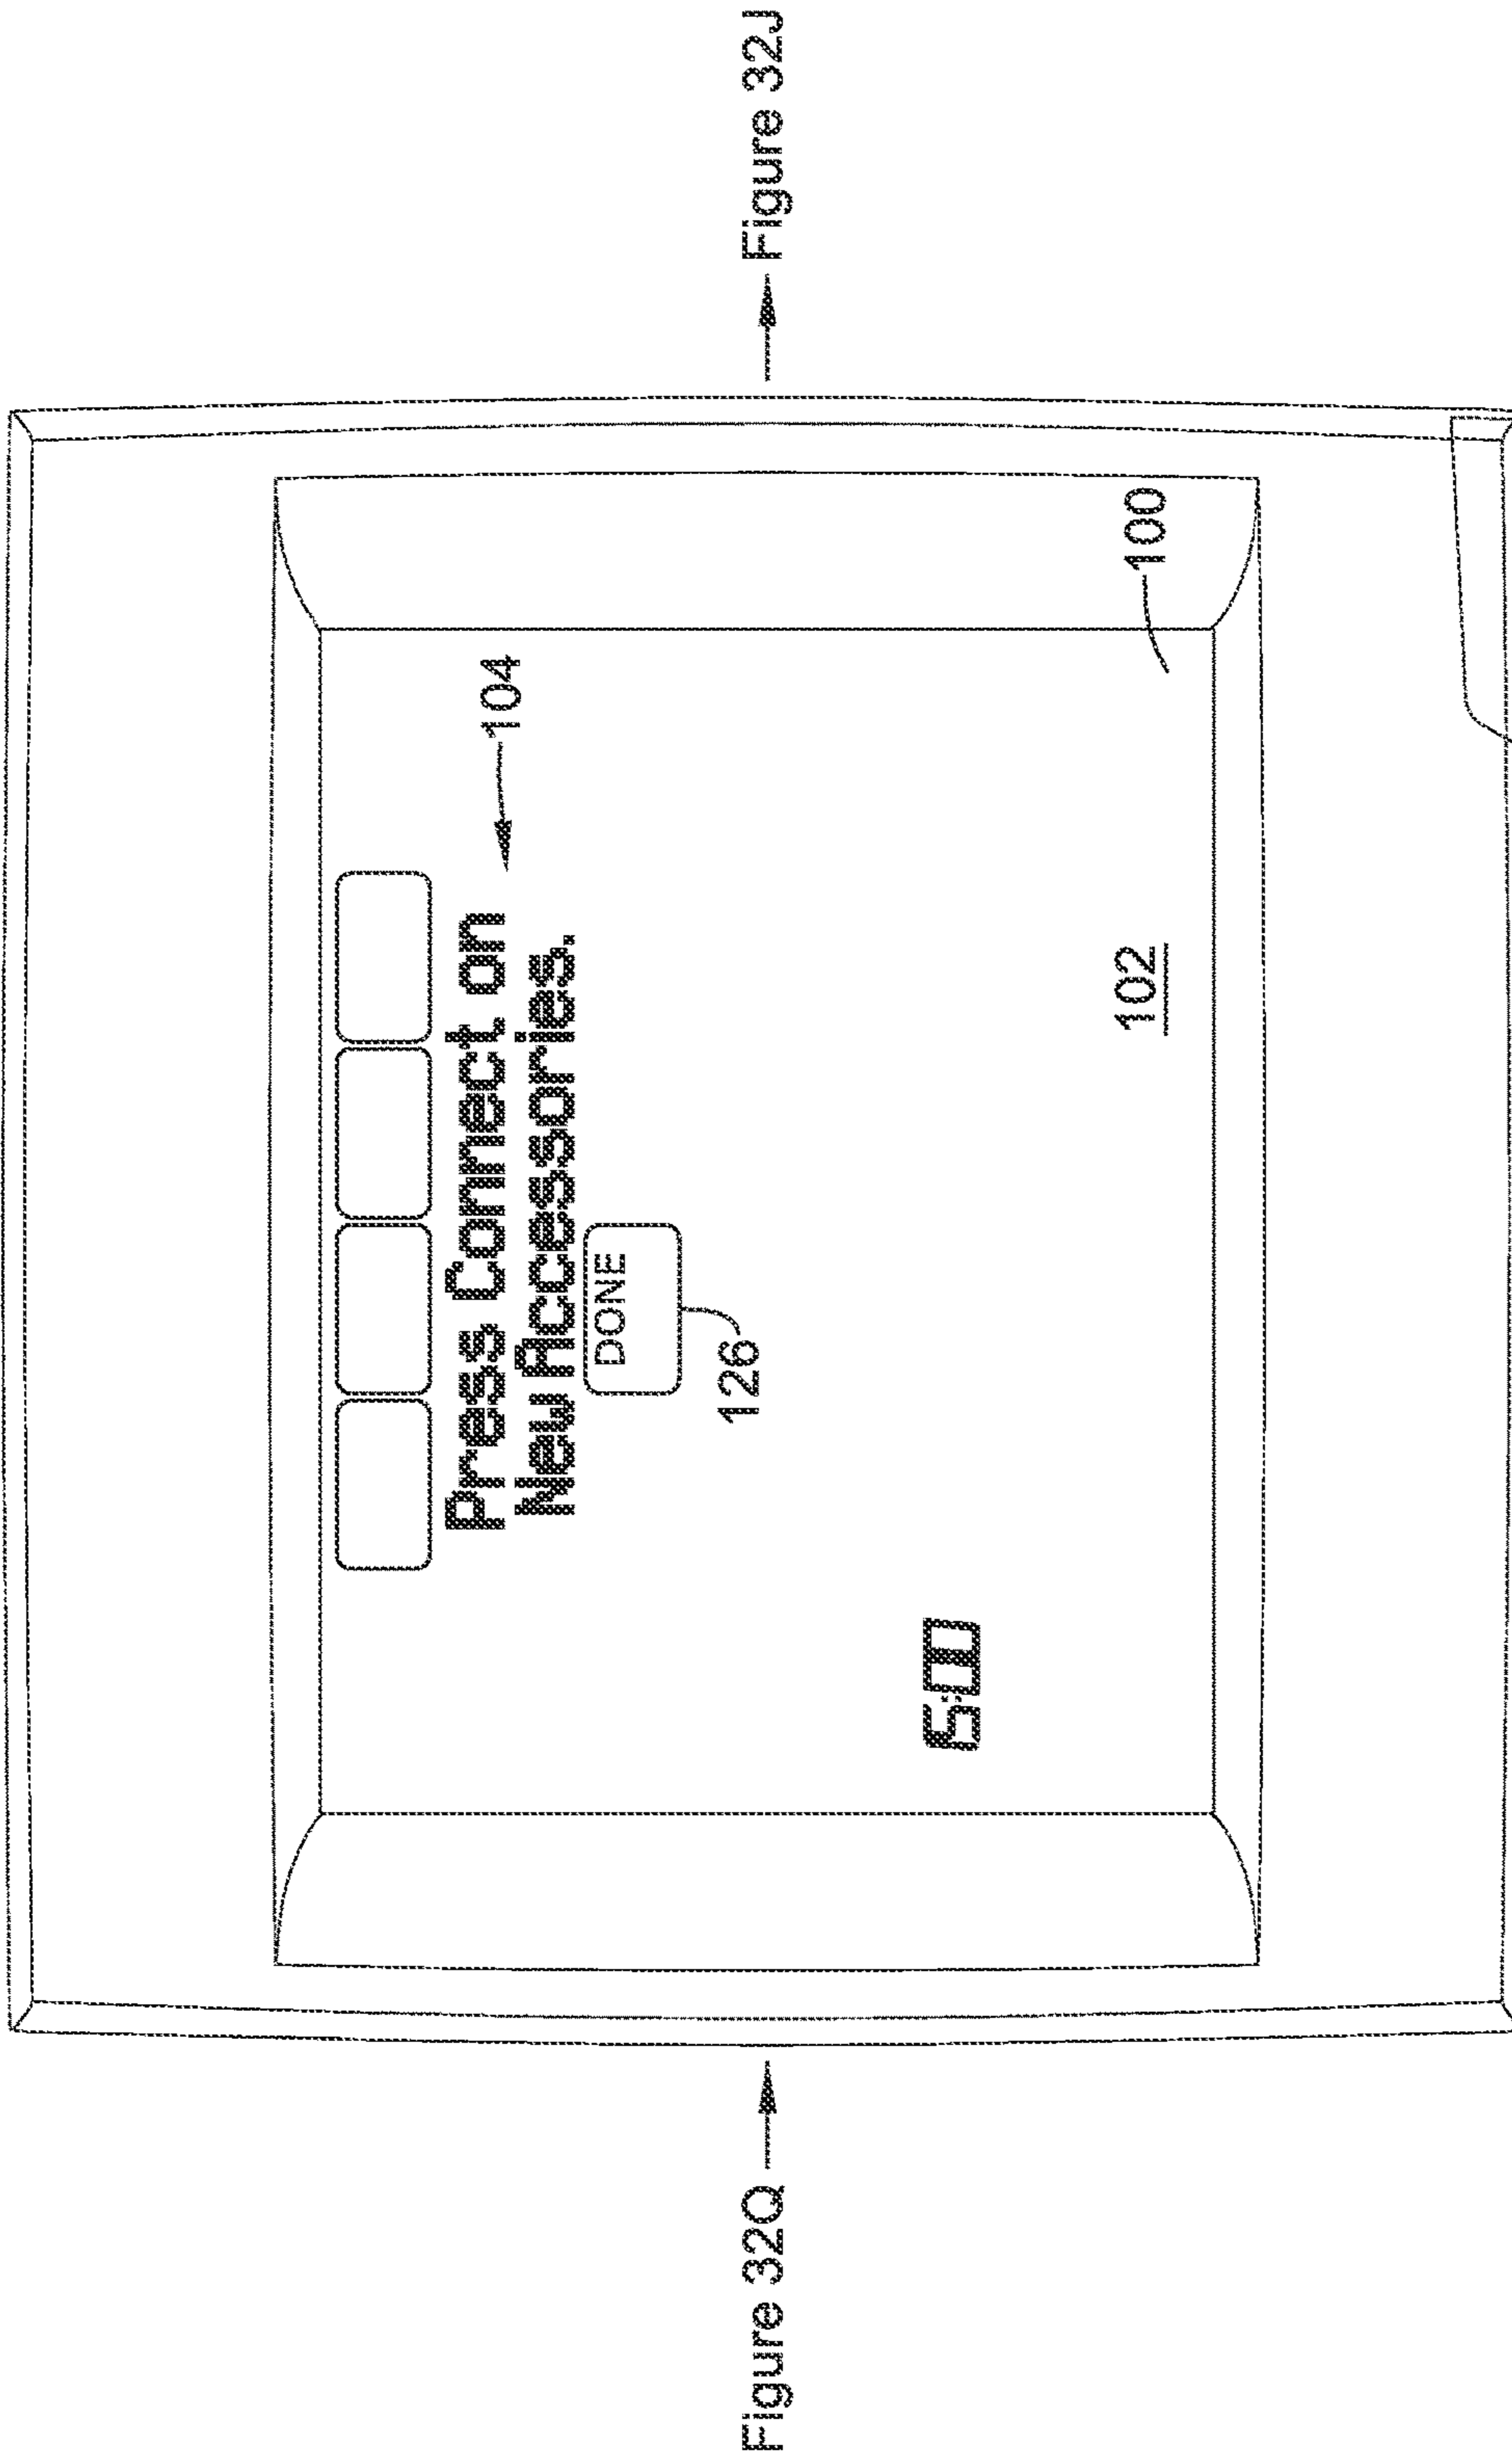 104
Press Connect on
New Accessories.
DONE
126
Figure 32Q
Figure 32J
5:00
102
100